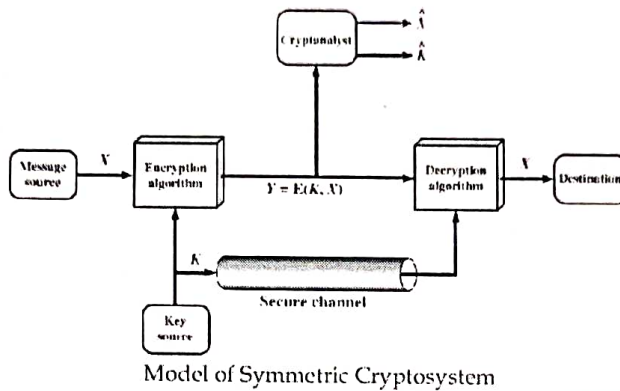 X̂
Cryptanalyst
K̂
Message
source
X
Encryption
algorithm
Y = E(K, X)
Decryption
algorithm
X
Destination
K
Secure channel
Key
source
Model of Symmetric Cryptosystem